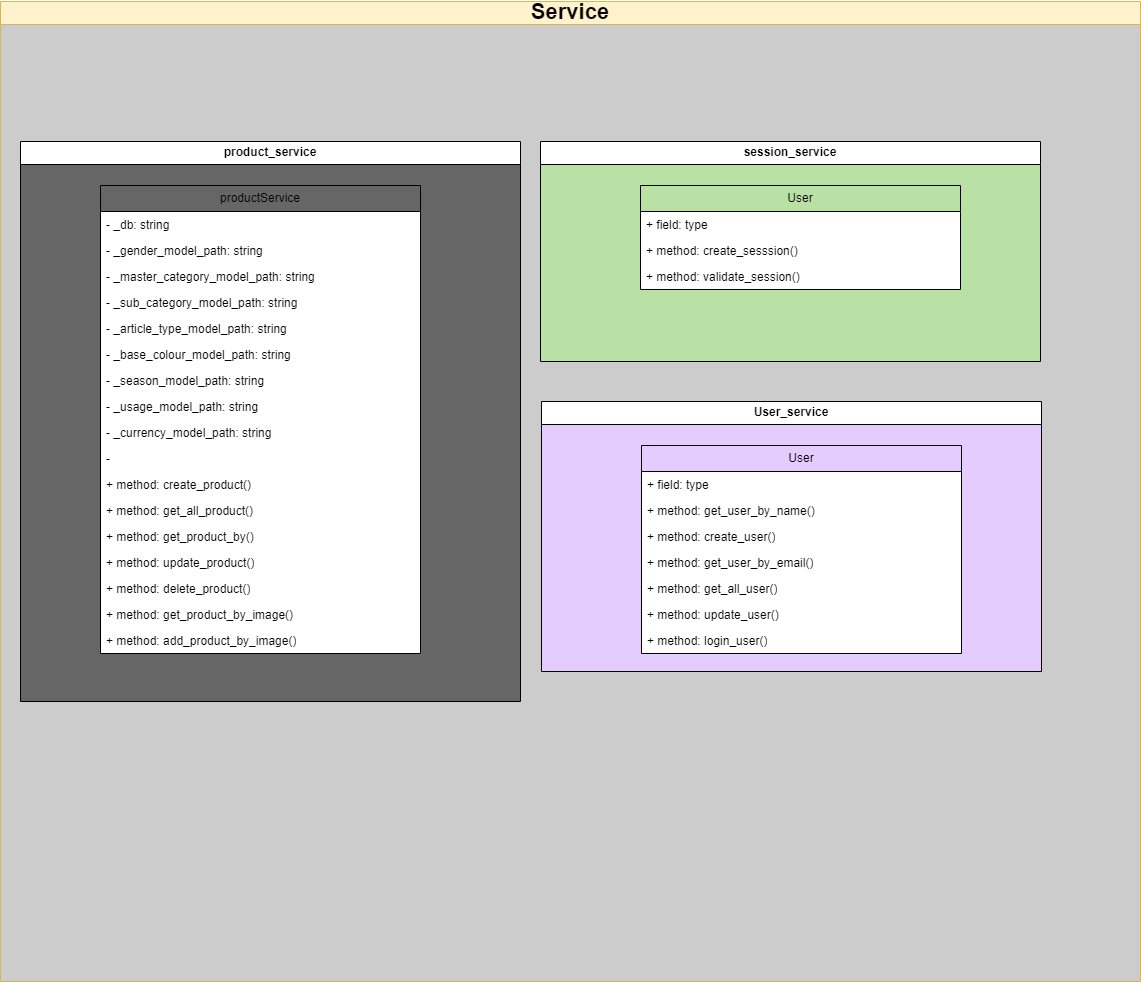 Service
product_service
productService
- _db: string
- _gender_model_path: string
- _master_category_model_path: string
- _sub_category_model_path: string
- _article_type_model_path: string
- _base_colour_model_path: string
- _season_model_path: string
- _usage_model_path: string
- _currency_model_path: string
-
+ method: create_product()
+ method: get_all_product()
+ method: get_product_by()
+ method: update_product()
+ method: delete_product()
+ method: get_product_by_image()
+ method: add_product_by_image()
session_service
User
+ field: type
+ method: create_sesssion()
+ method: validate_session()
User_service
User
+ field: type
+ method: get_user_by_name()
+ method: create_user()
+ method: get_user_by_email()
+ method: get_all_user()
+ method: update_user()
+ method: login_user()